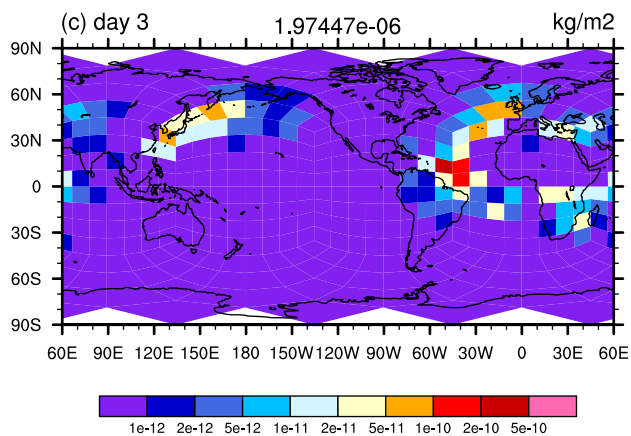 (c) day 3 1.97447e-06 kg/m2
90N
60N
30N
0
30S
60S
90S
60E 90E 120E 150E 180 150W 120W 90W 60W 30W 0 30E 60E
1e-12 2e-12 5e-12 1e-11 2e-11 5e-11 1e-10 2e-10 5e-10